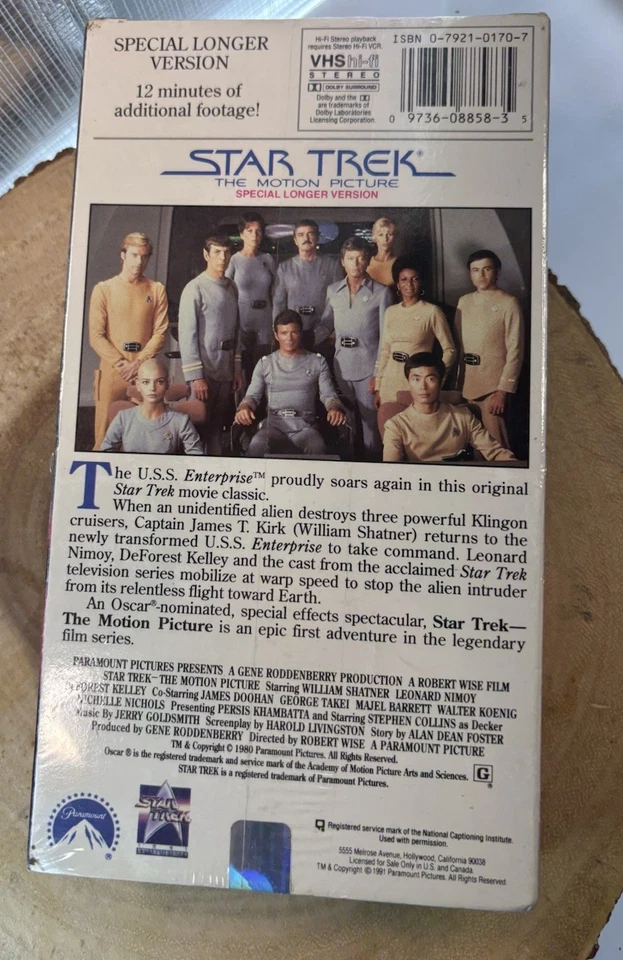 SPECIAL LONGER
VERSION
12 minutes of
additional footage!
Hi-Fi Stereo playback
requires Stereo Hi-Fi VCR.
VHS hi-fi
STEREO
DOLBY SURROUND
Dolby and the
are trademarks of
Dolby Laboratories
Licensing Corporation.
ISBN 0-7921-0170-7
0 9736-08858-3 5
STAR TREK®
THE MOTION PICTURE
SPECIAL LONGER VERSION
The U.S.S. Enterprise™ proudly soars again in this original
Star Trek movie classic.
When an unidentified alien destroys three powerful Klingon
cruisers, Captain James T. Kirk (William Shatner) returns to the
newly transformed U.S.S. Enterprise to take command. Leonard
Nimoy, DeForest Kelley and the cast from the acclaimed Star Trek
television series mobilize at warp speed to stop the alien intruder
from its relentless flight toward Earth.
An Oscar®-nominated, special effects spectacular, Star Trek—
The Motion Picture is an epic first adventure in the legendary
film series.
PARAMOUNT PICTURES PRESENTS A GENE RODDENBERRY PRODUCTION A ROBERT WISE FILM
STAR TREK—THE MOTION PICTURE Starring WILLIAM SHATNER LEONARD NIMOY
FOREST KELLEY Co-Starring JAMES DOOHAN GEORGE TAKEI MAJEL BARRETT WALTER KOENIG
NICHELLE NICHOLS Presenting PERSIS KHAMBATTA and Starring STEPHEN COLLINS as Decker
Music By JERRY GOLDSMITH Screenplay by HAROLD LIVINGSTON Story by ALAN DEAN FOSTER
Produced by GENE RODDENBERRY Directed by ROBERT WISE A PARAMOUNT PICTURE
TM & Copyright © 1980 Paramount Pictures. All Rights Reserved.
Oscar ® is the registered trademark and service mark of the Academy of Motion Picture Arts and Sciences.
G
STAR TREK is a registered trademark of Paramount Pictures.
Paramount
STAR TREK
Registered service mark of the National Captioning Institute.
Used with permission.
5555 Melrose Avenue, Hollywood, California 90038
Licensed for Sale Only in U.S. and Canada.
TM & Copyright © 1991 Paramount Pictures. All Rights Reserved.